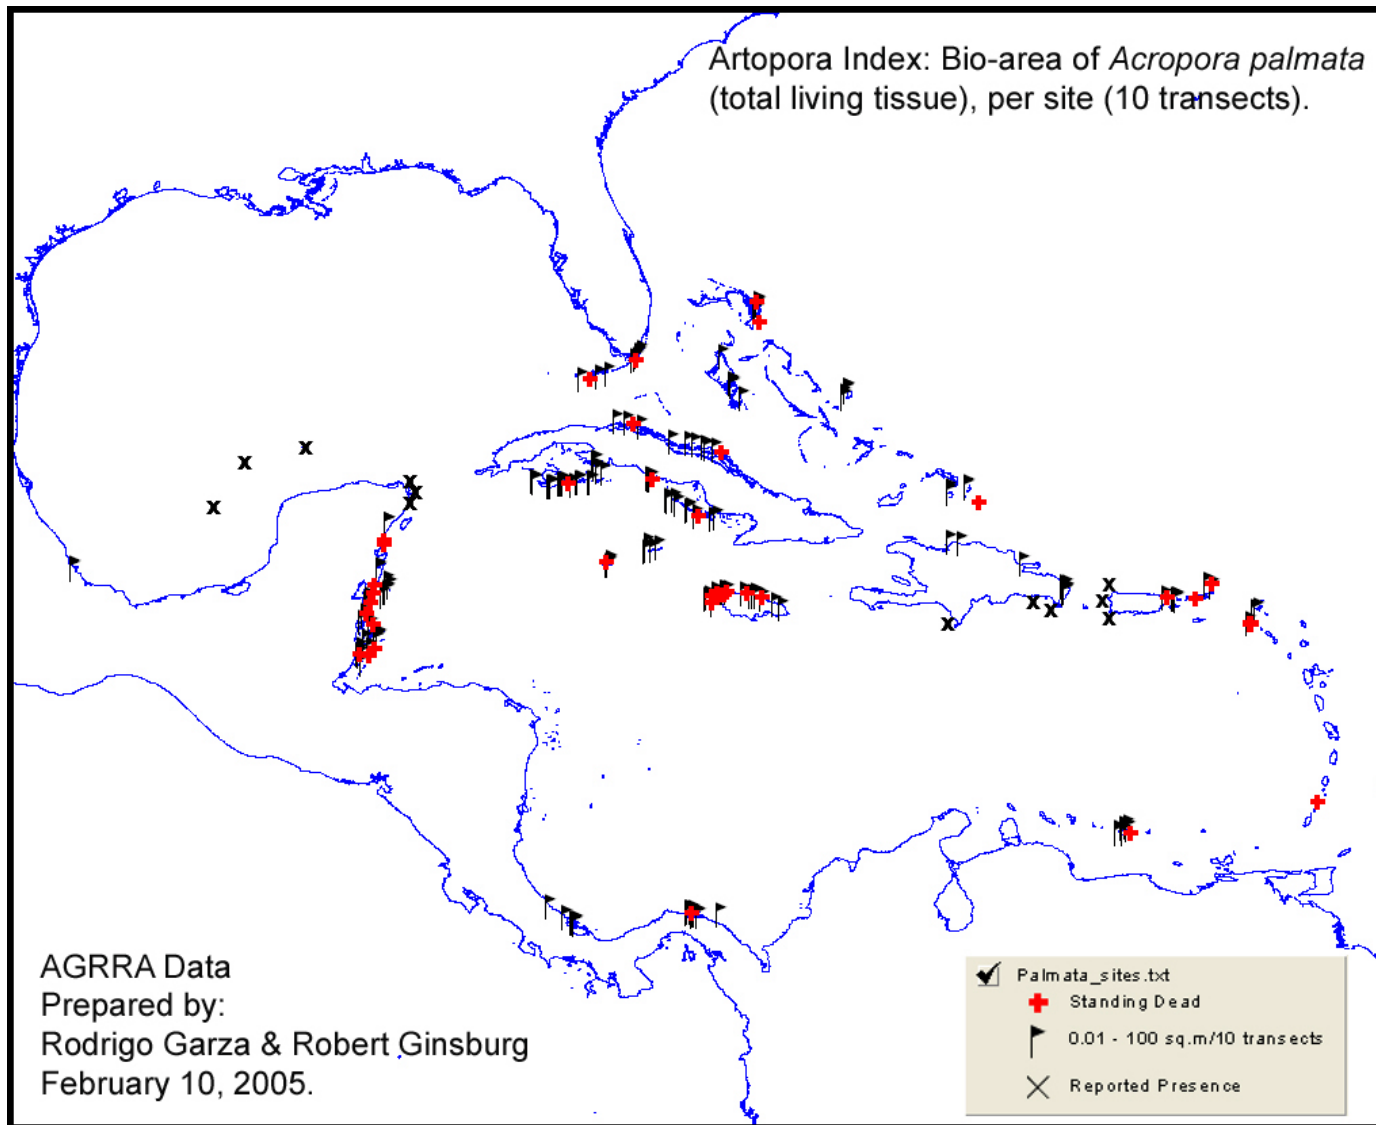 Artopora Index: Bio-area of Acropora palmata
(total living tissue), per site (10 transects).
AGRRA Data
Prepared by:
Rodrigo Garza & Robert Ginsburg
February 10, 2005.
Palmata_sites.txt
Standing Dead
0.01 - 100 sq.m/10 transects
Reported Presence